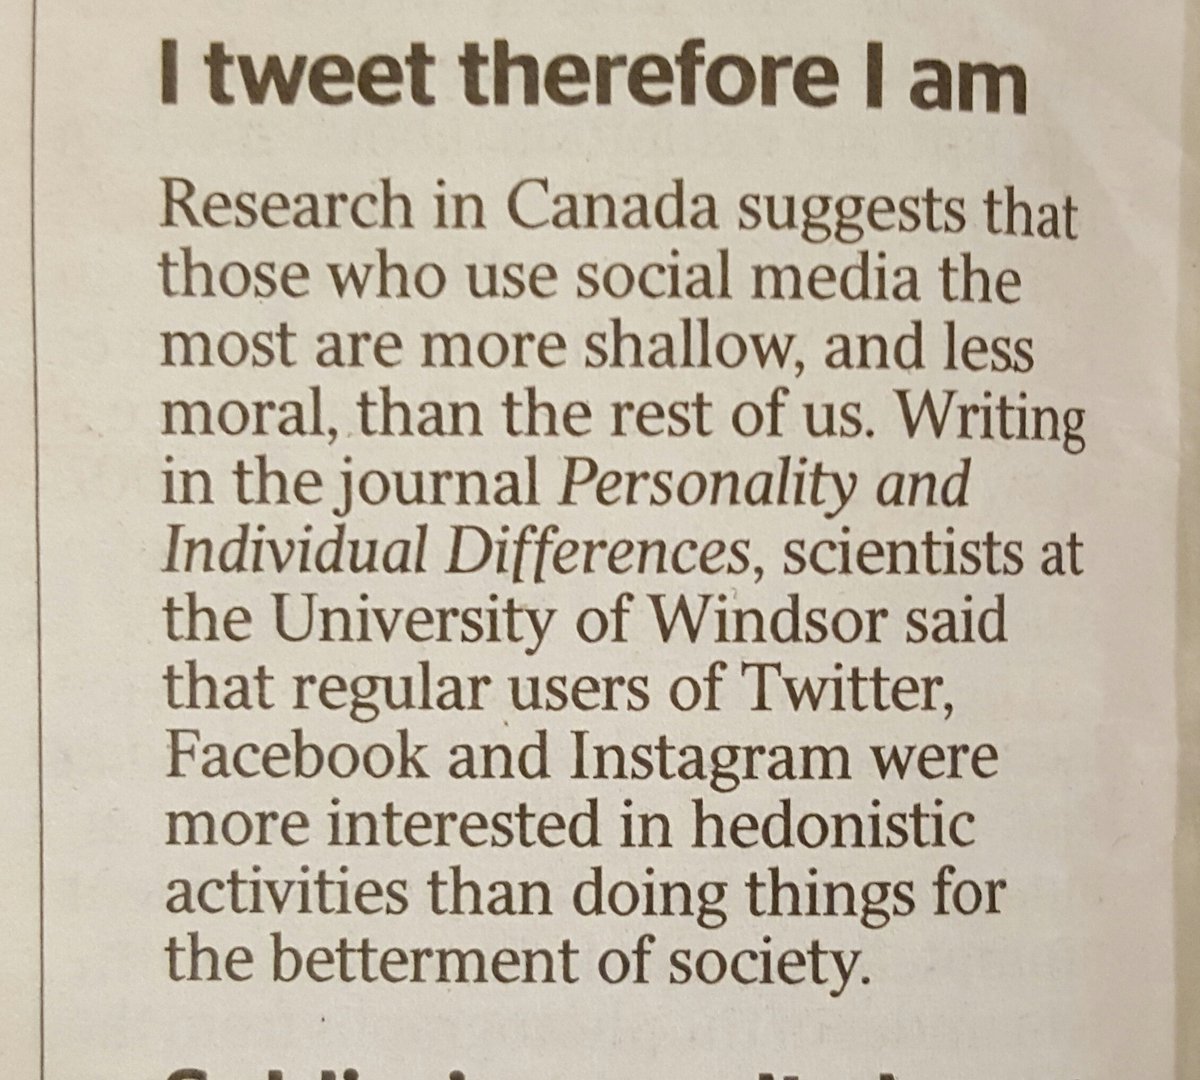 I tweet therefore I am
Research in Canada suggests that
those who use social media the
most are more shallow, and less
moral, than the rest of us. Writing
in the journal Personality and
Individual Differences, scientists at
the University of Windsor said
that regular users of Twitter,
Facebook and Instagram were
more interested in hedonistic
activities than doing things for
the betterment of society.